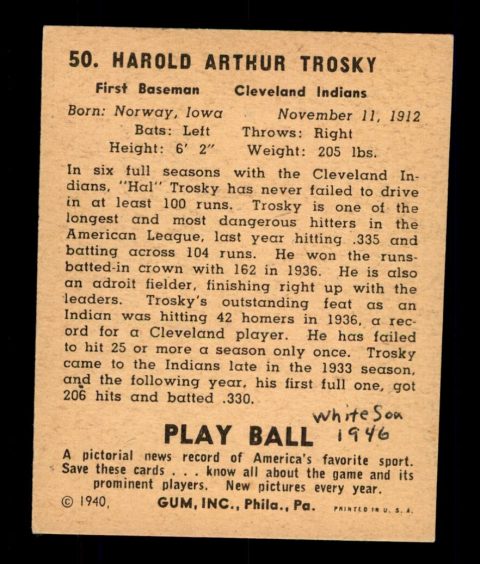 50. HAROLD ARTHUR TROSKY
First Baseman Cleveland Indians
Born: Norway, Iowa November 11, 1912
Bats: Left Throws: Right
Height: 6' 2" Weight: 205 lbs.
In six full seasons with the Cleveland In-
dians, "Hal" Trosky has never failed to drive
in at least 100 runs. Trosky is one of the
longest and most dangerous hitters in the
American League, last year hitting .335 and
batting across 104 runs. He won the runs-
batted-in crown with 162 in 1936. He is also
an adroit fielder, finishing right up with the
leaders. Trosky's outstanding feat as an
Indian was hitting 42 homers in 1936, a rec-
ord for a Cleveland player. He has failed
to hit 25 or more a season only once. Trosky
came to the Indians late in the 1933 season,
and the following year, his first full one, got
206 hits and batted .330.
White Sox
1946
PLAY BALL
A pictorial news record of America's favorite sport.
Save these cards . . . know all about the game and its
prominent players. New pictures every year.
© 1940, GUM, INC., Phila., Pa. PRINTED IN U. S. A.